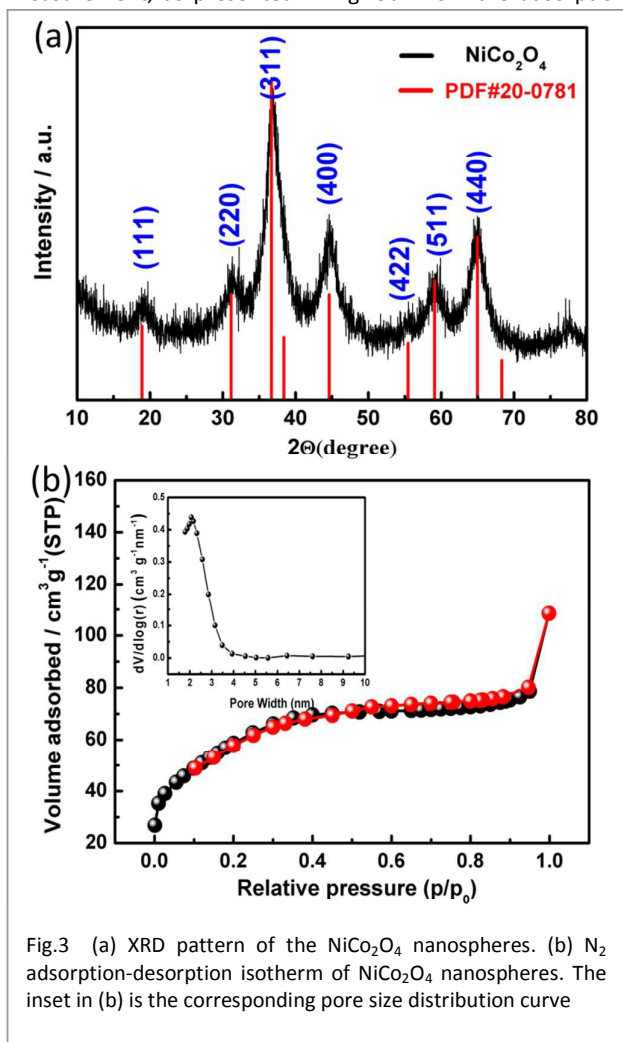 (a)
NiCo₂O₄
PDF#20-0781
(111)
(220)
(311)
(400)
(422)
(511)
(440)
Intensity / a.u.
10 20 30 40 50 60 70 80
2Θ(degree)
(b)
160
140
120
100
80
60
40
20
Volume adsorbed / cm³g⁻¹(STP)
0.5
0.4
0.3
0.2
0.1
0.0
dV/dlog(r) (cm³ g⁻¹nm⁻¹)
1 2 3 4 5 6 7 8 9 10
Pore Width (nm)
0.0 0.2 0.4 0.6 0.8 1.0
Relative pressure (p/p₀)
Fig.3 (a) XRD pattern of the NiCo₂O₄ nanospheres. (b) N₂
adsorption-desorption isotherm of NiCo₂O₄ nanospheres. The
inset in (b) is the corresponding pore size distribution curve